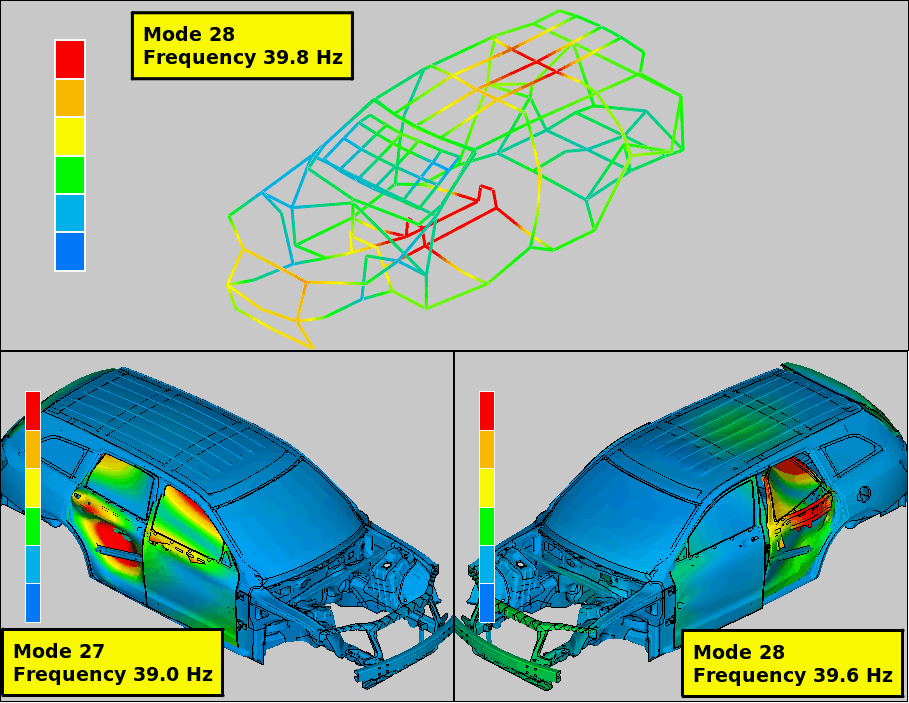 Mode 28
Frequency 39.8 Hz
Mode 27
Frequency 39.0 Hz
Mode 28
Frequency 39.6 Hz